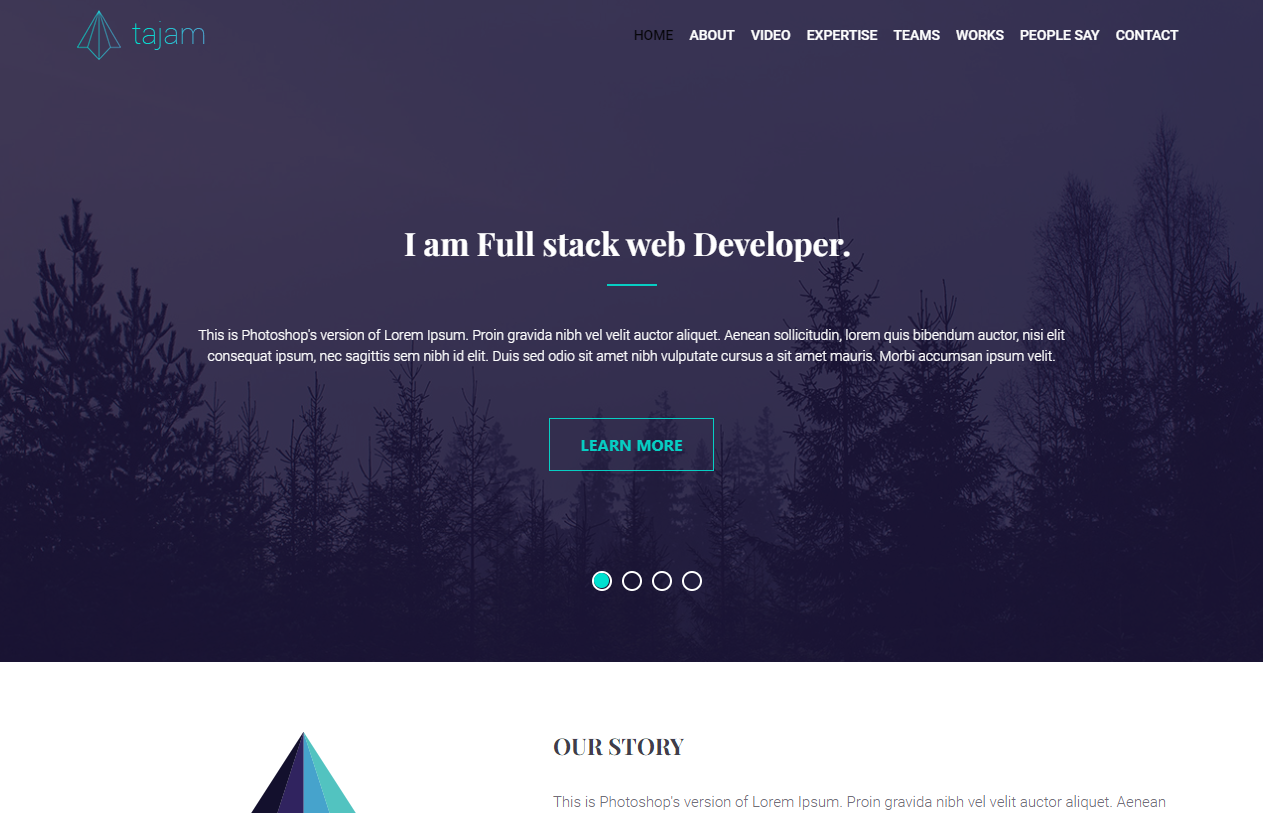 tajam
HOME ABOUT VIDEO EXPERTISE TEAMS WORKS PEOPLE SAY CONTACT
I am Full stack web Developer.
This is Photoshop's version of Lorem Ipsum. Proin gravida nibh vel velit auctor aliquet. Aenean sollicitudin, lorem quis bibendum auctor, nisi elit
consequat ipsum, nec sagittis sem nibh id elit. Duis sed odio sit amet nibh vulputate cursus a sit amet mauris. Morbi accumsan ipsum velit.
LEARN MORE
OUR STORY
This is Photoshop's version of Lorem Ipsum. Proin gravida nibh vel velit auctor aliquet. Aenean